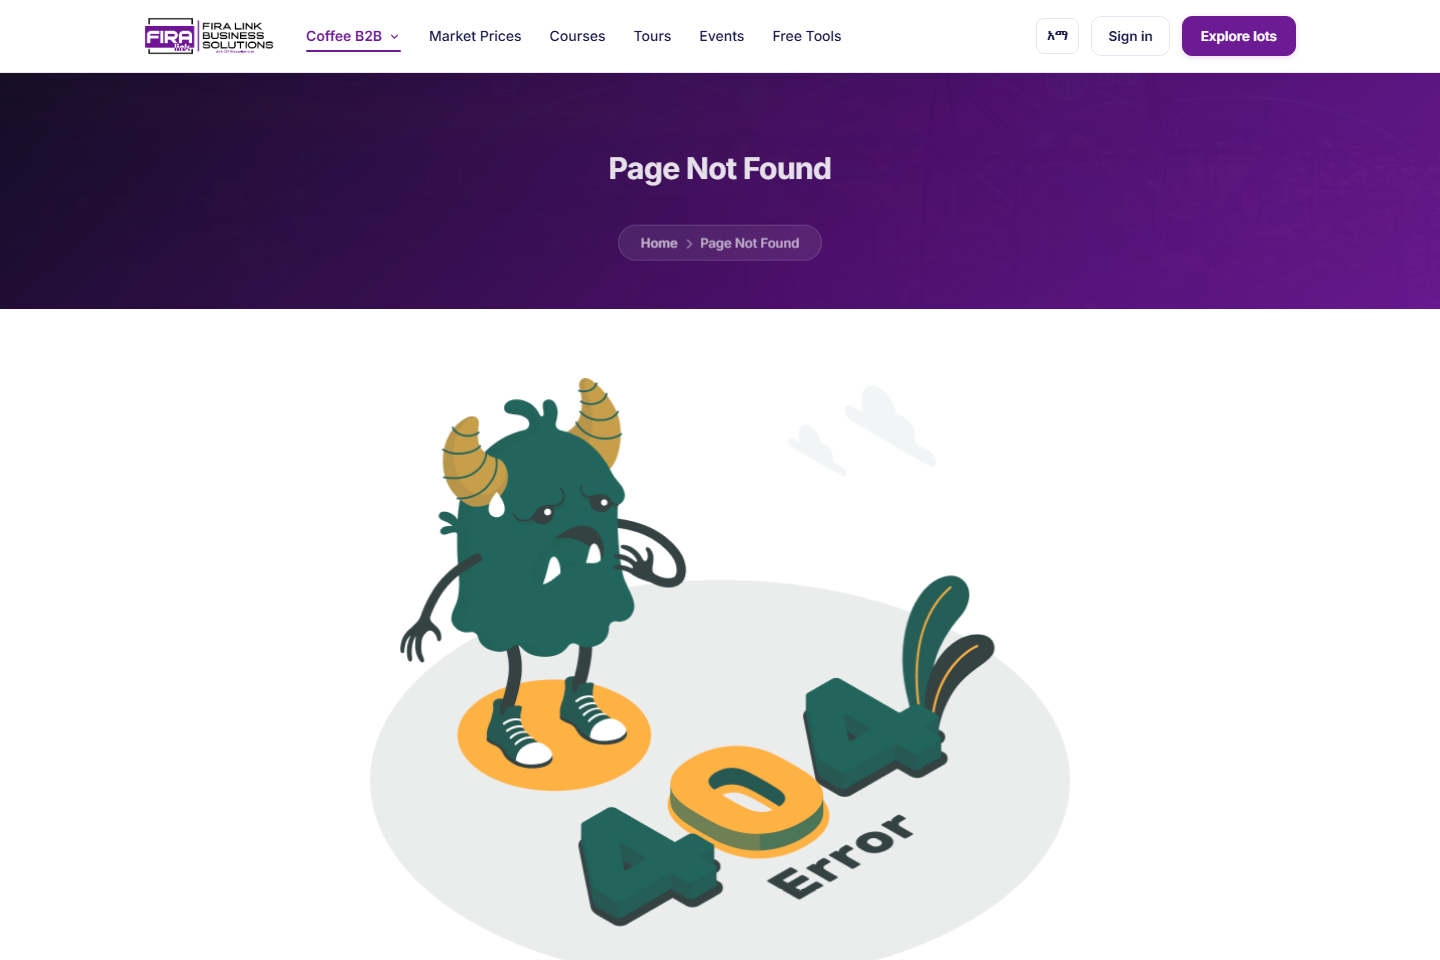 FIRA
link
FIRA LINK
BUSINESS
SOLUTIONS
Coffee B2B
Market Prices
Courses
Tours
Events
Free Tools
አማ
Sign in
Explore lots
Page Not Found
Home > Page Not Found
404
Error